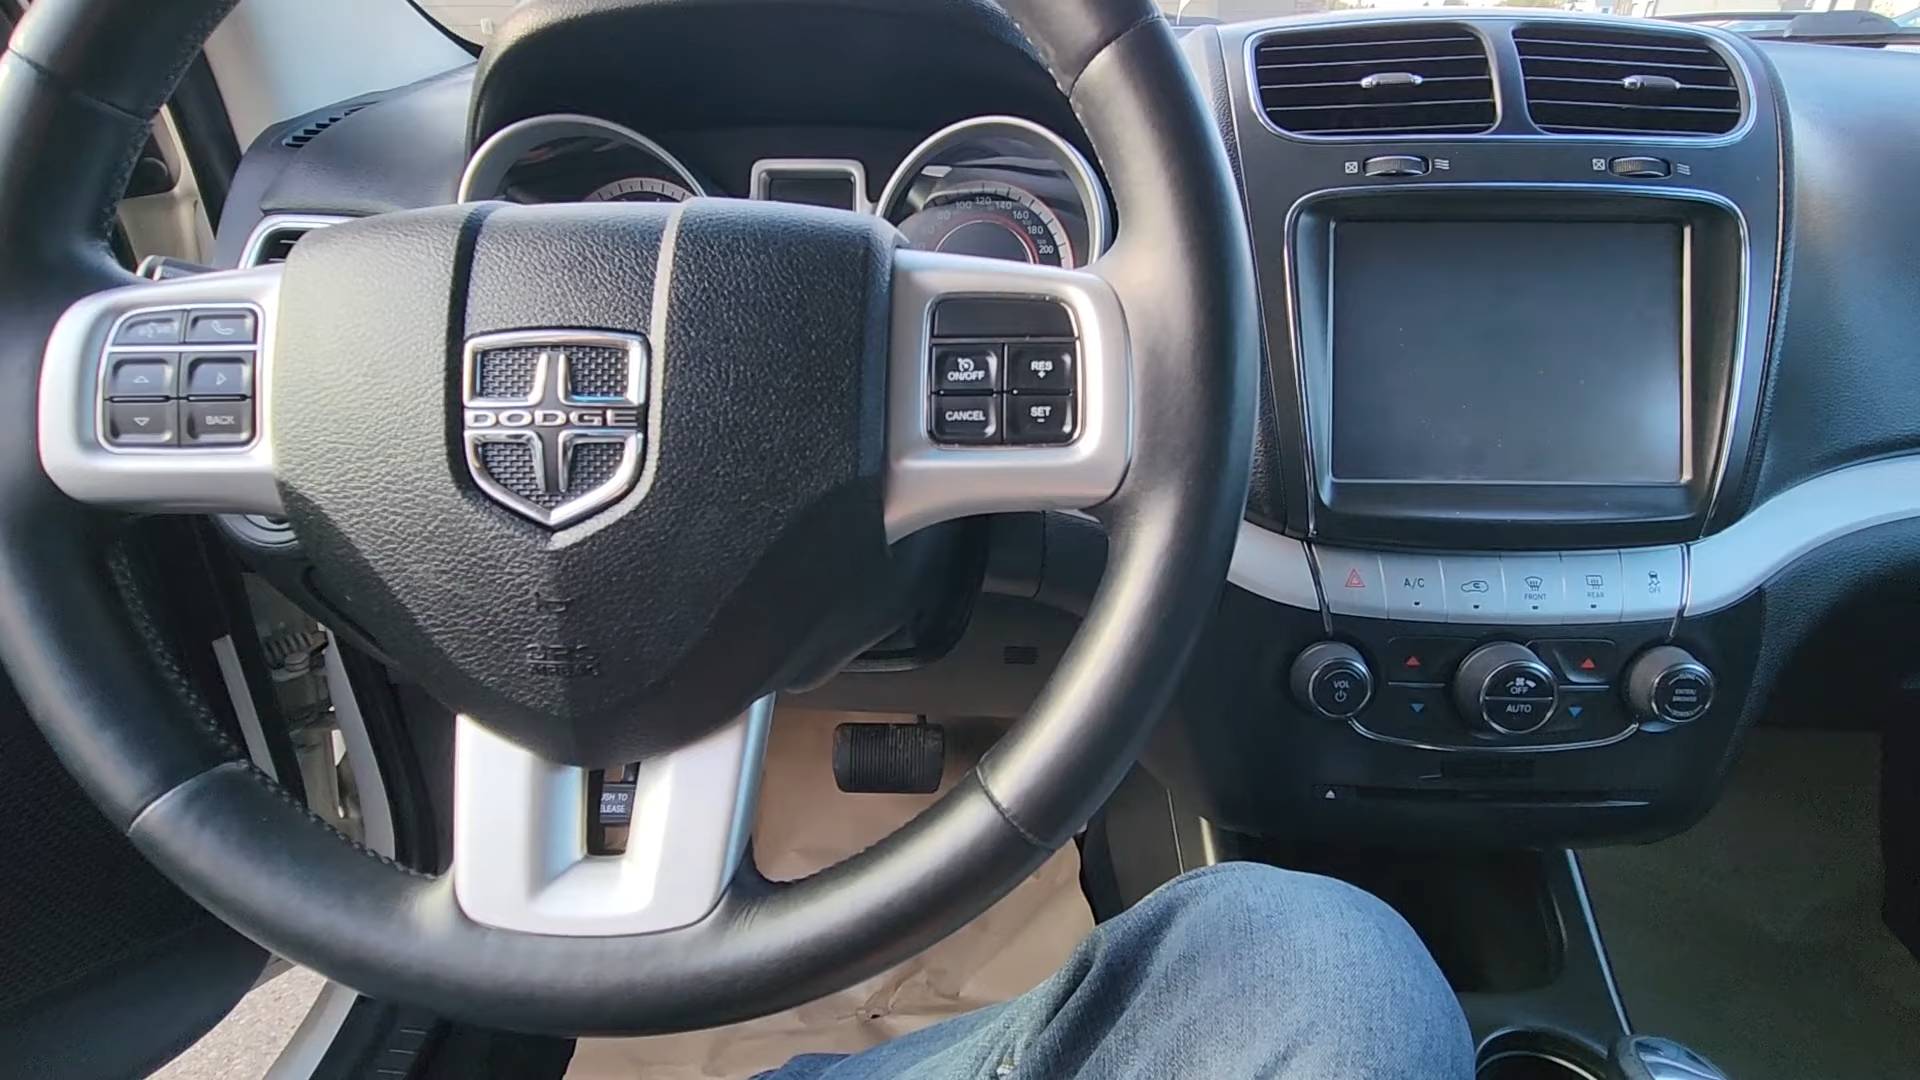 100 120 140
80 160
180
200
ON/OFF
RES
+
CANCEL
SET
-
BACK
DODGE
A/C
FRONT
REAR
OFF
VOL
OFF
AUTO
ENTER/
BROWSE